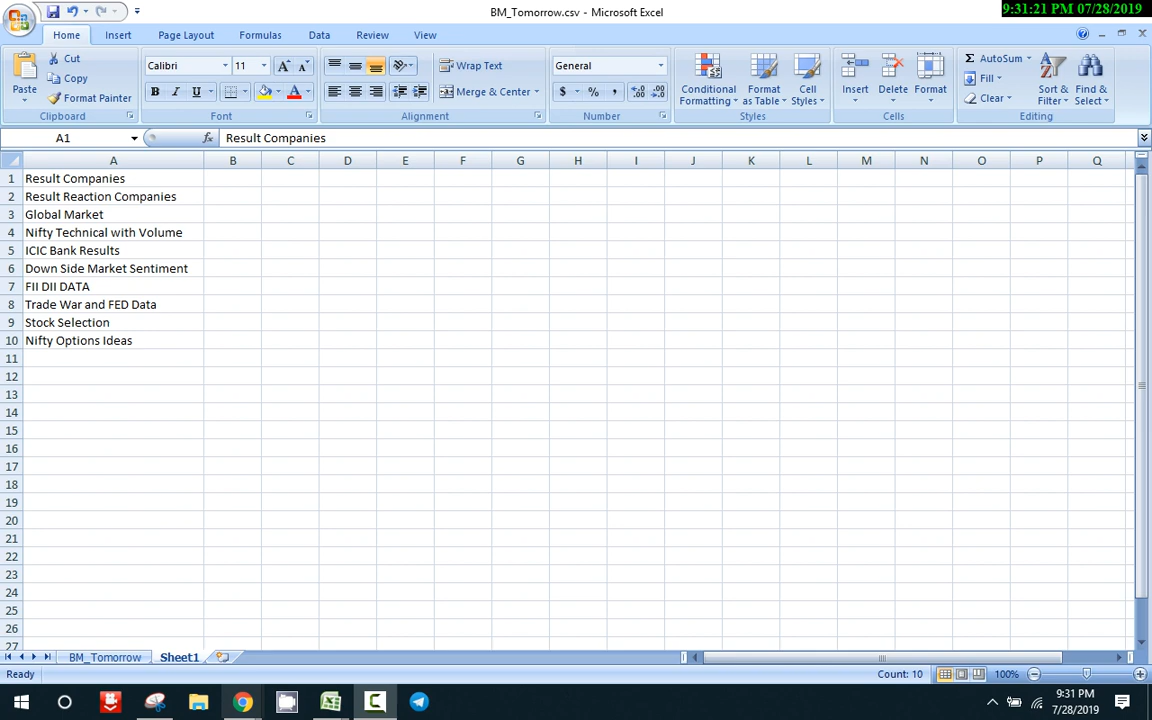 BM_Tomorrow.csv - Microsoft Excel
9:31:21 PM 07/28/2019
Home Insert Page Layout Formulas Data Review View
Paste
Cut
Copy
Format Painter
Clipboard
Calibri 11
B I U
Font
Wrap Text
Merge & Center
Alignment
General
$ % ,
Number
Conditional Formatting
Format as Table
Cell Styles
Styles
Insert
Delete
Format
Cells
Σ AutoSum
Fill
Clear
Sort & Filter
Find & Select
Editing
A1 fx Result Companies
A B C D E F G H I J K L M N O P Q
1 Result Companies
2 Result Reaction Companies
3 Global Market
4 Nifty Technical with Volume
5 ICIC Bank Results
6 Down Side Market Sentiment
7 FII DII DATA
8 Trade War and FED Data
9 Stock Selection
10 Nifty Options Ideas
11
12
13
14
15
16
17
18
19
20
21
22
23
24
25
26
27
BM_Tomorrow Sheet1
Ready Count: 10 100%
9:31 PM
7/28/2019